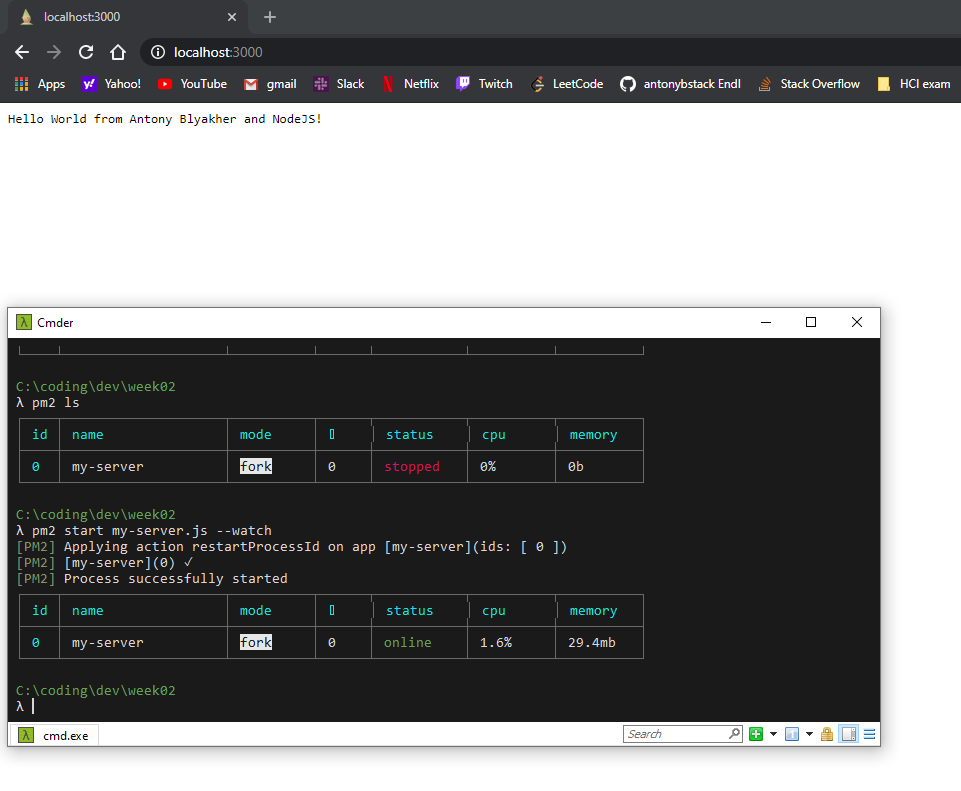 localhost:3000
localhost:3000
Apps Yahoo! YouTube gmail Slack Netflix Twitch LeetCode antonybstack Endl Stack Overflow HCI exam
Hello World from Antony Blyakher and NodeJS!
λ Cmder
C:\coding\dev\week02
λ pm2 ls
id name mode status cpu memory
0 my-server fork 0 stopped 0% 0b
C:\coding\dev\week02
λ pm2 start my-server.js --watch
[PM2] Applying action restartProcessId on app [my-server](ids: [ 0 ])
[PM2] [my-server](0) ✓
[PM2] Process successfully started
id name mode status cpu memory
0 my-server fork 0 online 1.6% 29.4mb
C:\coding\dev\week02
λ
λ cmd.exe Search